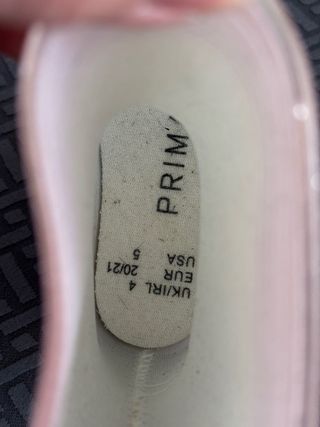 PRIM
UK/IRL 4
EUR 20/21
USA 5